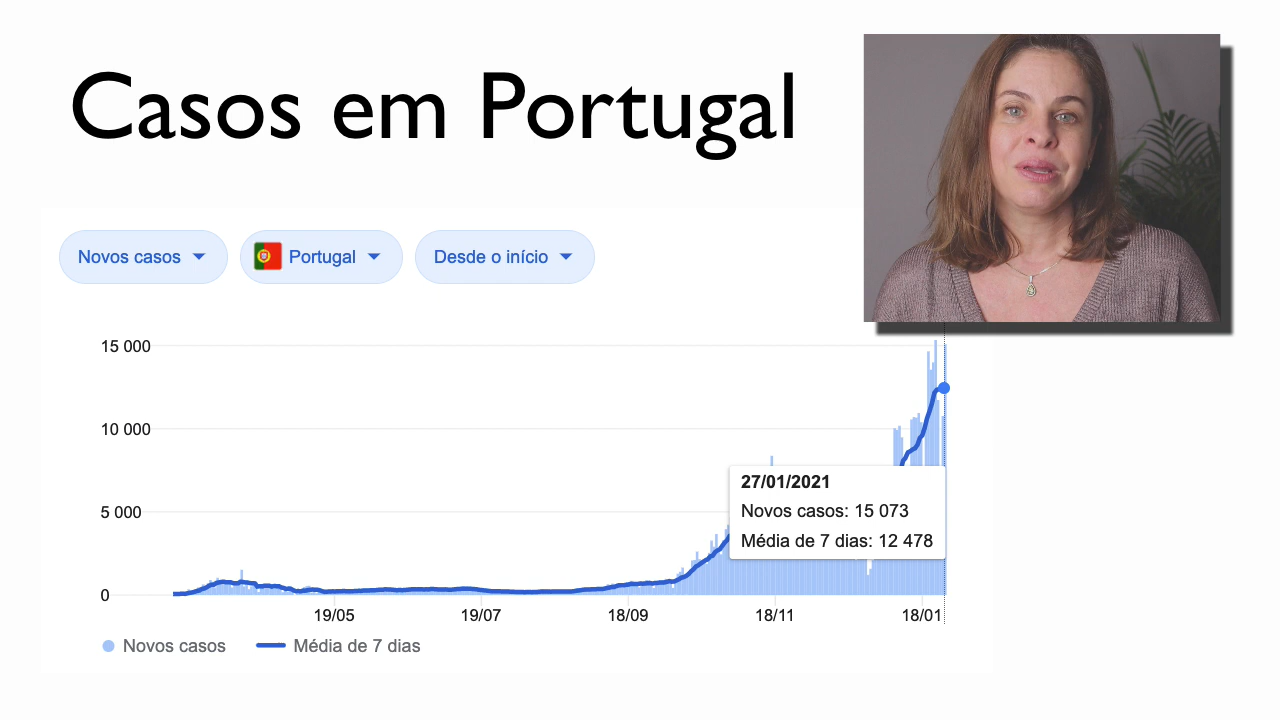 Casos em Portugal
Novos casos
Portugal
Desde o início
15 000
10 000
5 000
0
27/01/2021
Novos casos: 15 073
Média de 7 dias: 12 478
19/05
19/07
18/09
18/11
18/01
Novos casos
Média de 7 dias